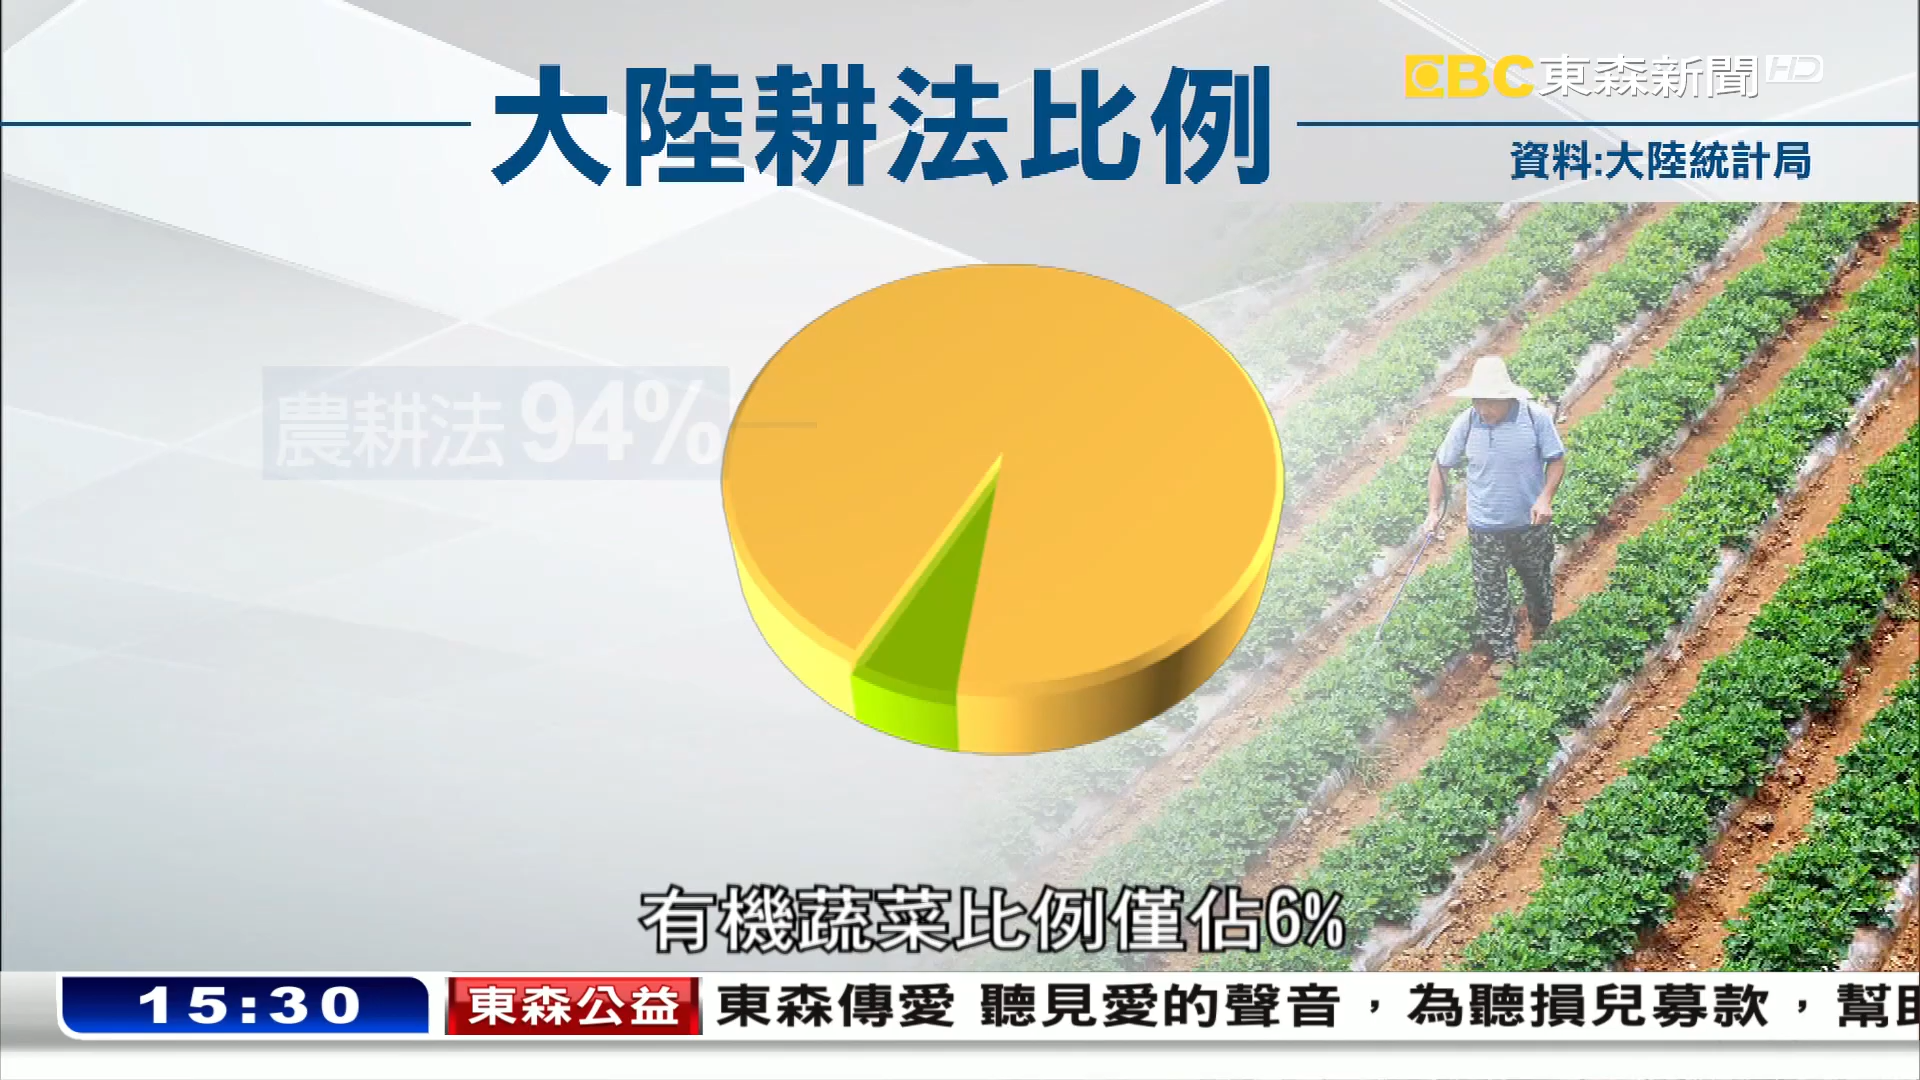 大陸耕法比例
EBC東森新聞HD
資料:大陸統計局
農耕法94%
有機蔬菜比例僅佔6%
15:30
東森公益
東森傳愛 聽見愛的聲音，為聽損兒募款，幫